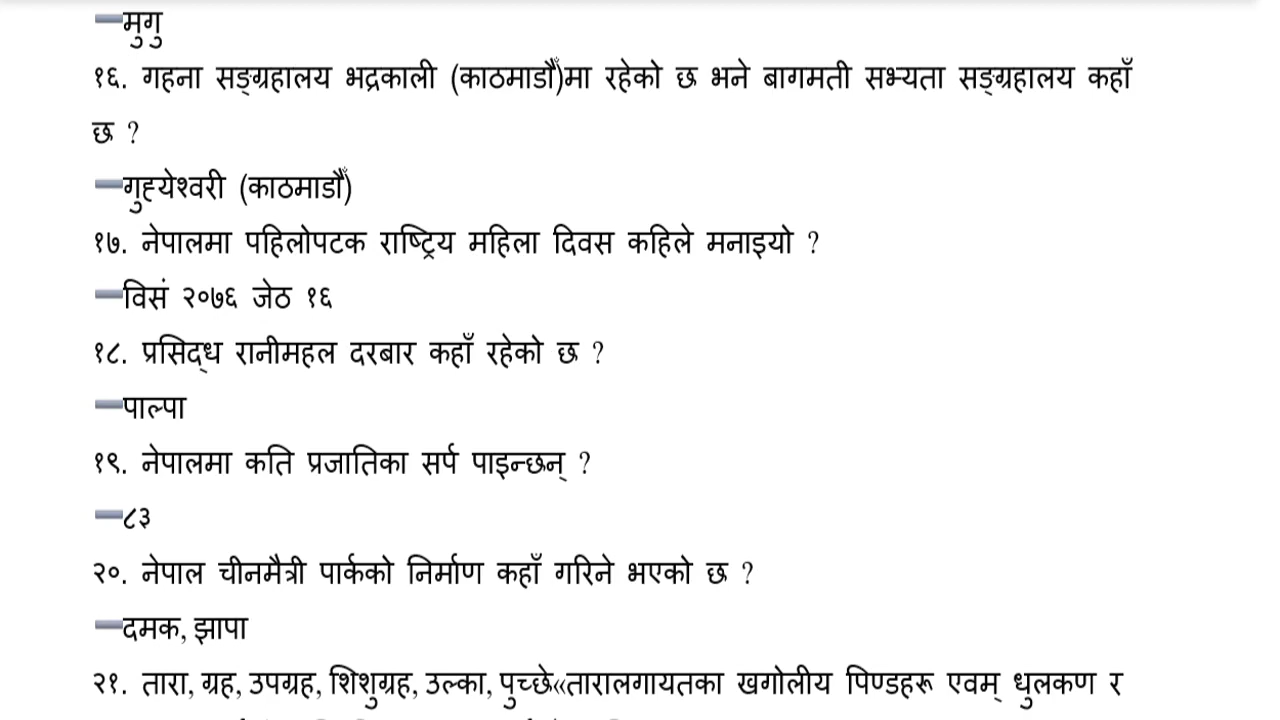 —मुगु
१६. गहना सङ्ग्रहालय भद्रकाली (काठमाडौँ)मा रहेको छ भने बागमती सभ्यता सङ्ग्रहालय कहाँ
छ ?
—गुह्येश्वरी (काठमाडौँ)
१७. नेपालमा पहिलोपटक राष्ट्रिय महिला दिवस कहिले मनाइयो ?
—विसं २०७६ जेठ १६
१८. प्रसिद्ध रानीमहल दरबार कहाँ रहेको छ ?
—पाल्पा
१९. नेपालमा कति प्रजातिका सर्प पाइन्छन् ?
—८३
२०. नेपाल चीनमैत्री पार्कको निर्माण कहाँ गरिने भएको छ ?
—दमक, झापा
२१. तारा, ग्रह, उपग्रह, शिशुग्रह, उल्का, पुच्छे«तारालगायतका खगोलीय पिण्डहरू एवम् धुलकण र